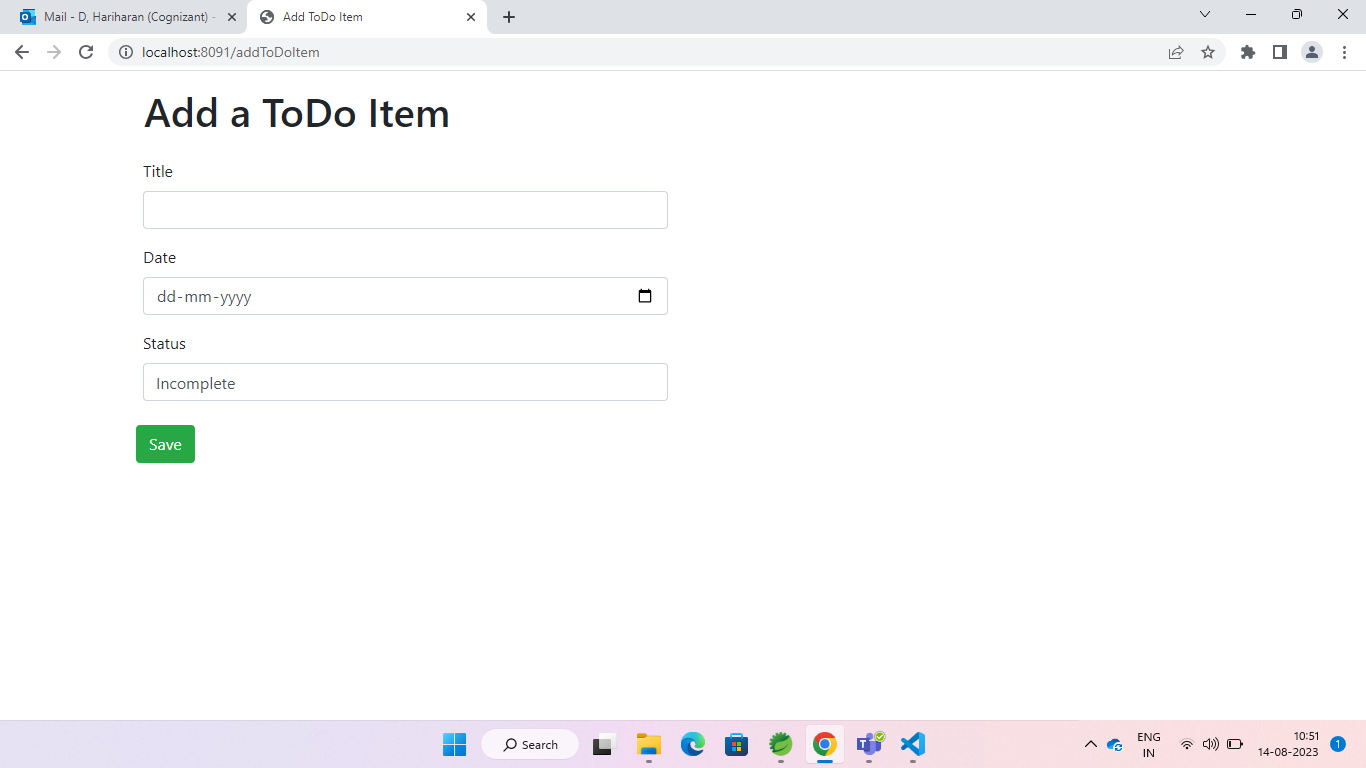 Mail - D, Hariharan (Cognizant) -
Add ToDo Item
localhost:8091/addToDoItem
Add a ToDo Item
Title
Date
dd-mm-yyyy
Status
Incomplete
Save
Search
ENG
IN
10:51
14-08-2023
1